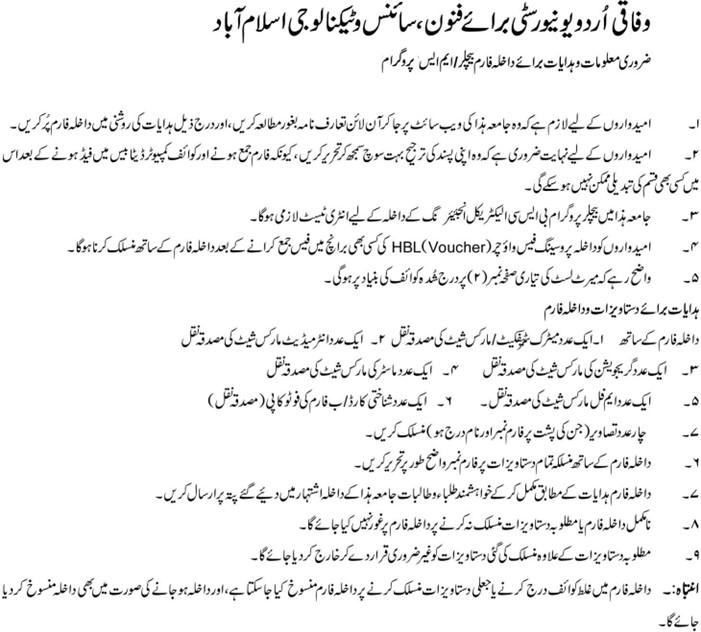 وفاقی اُردو یونیورسٹی برائے فنون، سائنس و ٹیکنالوجی اسلام آباد
ضروری معلومات و ہدایات برائے داخلہ فارم بیچلر/ ایم ایس پروگرام
۱۔ امیدواروں کے لیے لازم ہے کہ وہ جامعہ ہذا کی ویب سائٹ پر جا کر آن لائن تعارف نامہ بغور مطالعہ کریں، اور درج ذیل ہدایات کی روشنی میں داخلہ فارم پُر کریں۔
۲۔ امیدواروں کے لیے نہایت ضروری ہے کہ وہ اپنی پسند کی ترجیح بہت سوچ سمجھ کر تحریر کریں، کیونکہ فارم جمع ہونے اور کوائف کمپیوٹر ڈیٹا بیس میں فیڈ ہونے کے بعد اس
میں کسی بھی قسم کی تبدیلی ممکن نہیں ہو سکے گی۔
۳۔ جامعہ ہذا میں بیچلر پروگرام بی ایس سی الیکٹریکل انجلیئر نگ کے داخلہ کے لیے انٹری ٹیسٹ لازمی ہوگا۔
۴۔ امیدواروں کو داخلہ پروسیسنگ فیس واؤچر (Voucher) HBL کی کسی بھی برانچ میں فیس جمع کرانے کے بعد داخلہ فارم کے ساتھ منسلک کرنا ہوگا۔
۵۔ واضح رہے کہ میرٹ لسٹ کی تیاری صفحہ نمبر (۲) پر درج شدہ کوائف کی بنیاد پر ہوگی۔
ہدایات برائے دستاویزات و داخلہ فارم
داخلہ فارم کے ساتھ ۱۔ ایک عدد میٹرک سٹیفکیٹ/ مارکس شیٹ کی مصدقہ نقل ۲۔ ایک عدد انٹرمیڈیٹ مارکس شیٹ کی مصدقہ نقل
۳۔ ایک عدد گریجویشن کی مارکس شیٹ کی مصدقہ نقل ۴۔ ایک عدد ماسٹر کی مارکس شیٹ کی مصدقہ نقل
۵۔ ایک عدد ایم فل مارکس شیٹ کی مصدقہ نقل۔ ۶۔ ایک عدد شناختی کارڈ/ ب فارم کی فوٹو کاپی (مصدقہ نقل)
۷۔ چار عدد تصاویر (جن کی پشت پر فارم نمبر اور نام درج ہو) منسلک کریں۔
۶۔ داخلہ فارم کے ساتھ منسلکہ تمام دستاویزات پر فارم نمبر واضح طور پر تحریر کریں۔
۷۔ داخلہ فارم ہدایات کے مطابق مکمل کر کے خواہشمند طلباء و طالبات جامعہ ہذا کے داخلہ اشتہار میں دیئے گئے پتہ پر ارسال کریں۔
۸۔ نامکمل داخلہ فارم یا مطلوبہ دستاویزات منسلک نہ کرنے پر داخلہ فارم پر غور نہیں کیا جائے گا۔
۹۔ مطلوبہ دستاویزات کے علاوہ منسلک کی گئی دستاویزات کو غیر ضروری قرار دے کر خارج کر دیا جائے گا۔
انتباہ:۔ داخلہ فارم میں غلط کوائف درج کرنے یا جعلی دستاویزات منسلک کرنے پر داخلہ فارم منسوخ کیا جاسکتا ہے، اور داخلہ ہو جانے کی صورت میں بھی داخلہ منسوخ کر دیا
جائے گا۔